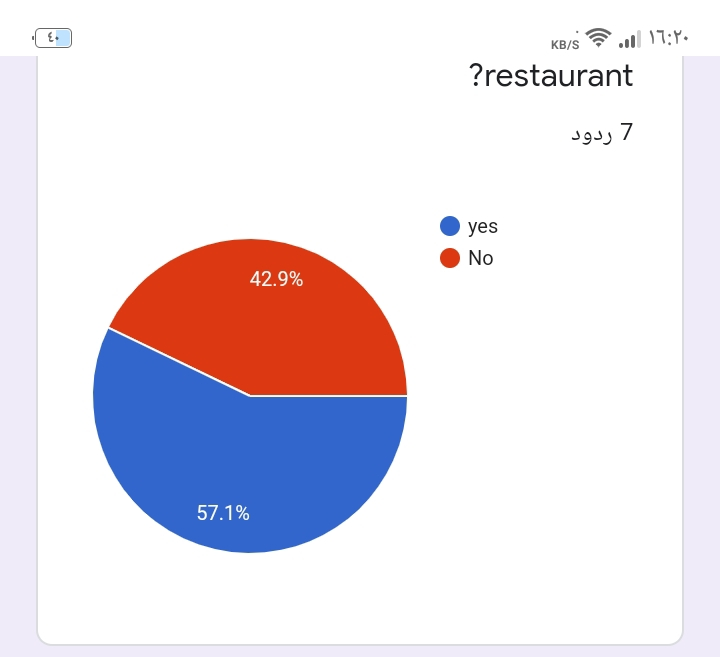 ٤٠ KB/S ١٦:٢٠
?restaurant
7 ردود
yes
No
42.9%
57.1%